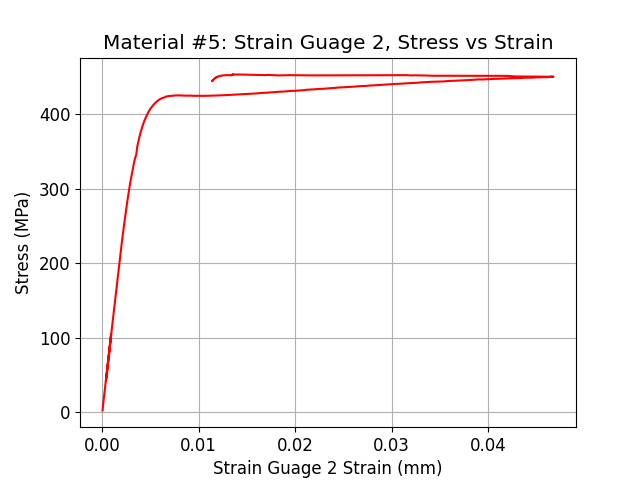 Material #5: Strain Guage 2, Stress vs Strain
Stress (MPa)
400
300
200
100
0
0.00 0.01 0.02 0.03 0.04
Strain Guage 2 Strain (mm)